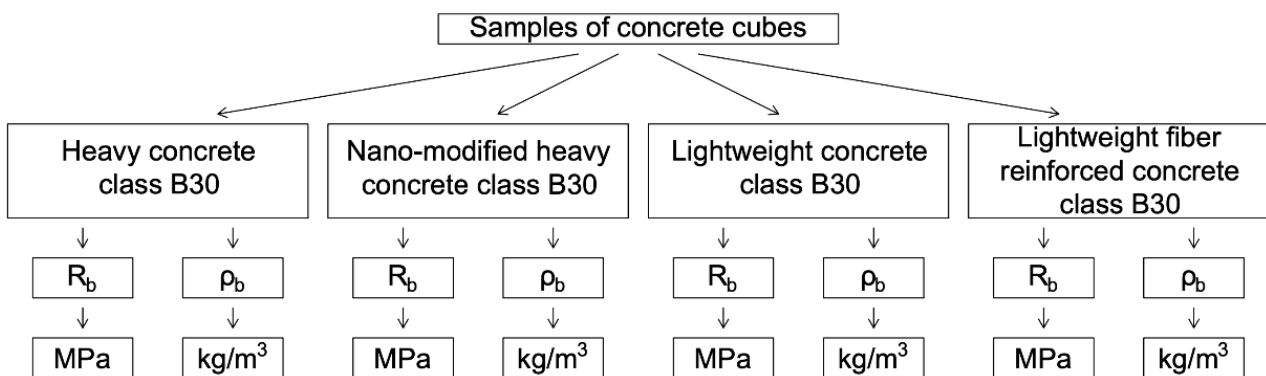 Samples of concrete cubes
Heavy concrete
class B30
Nano-modified heavy
concrete class B30
Lightweight concrete
class B30
Lightweight fiber
reinforced concrete
class B30
R_b
ρ_b
R_b
ρ_b
R_b
ρ_b
R_b
ρ_b
MPa
kg/m³
MPa
kg/m³
MPa
kg/m³
MPa
kg/m³